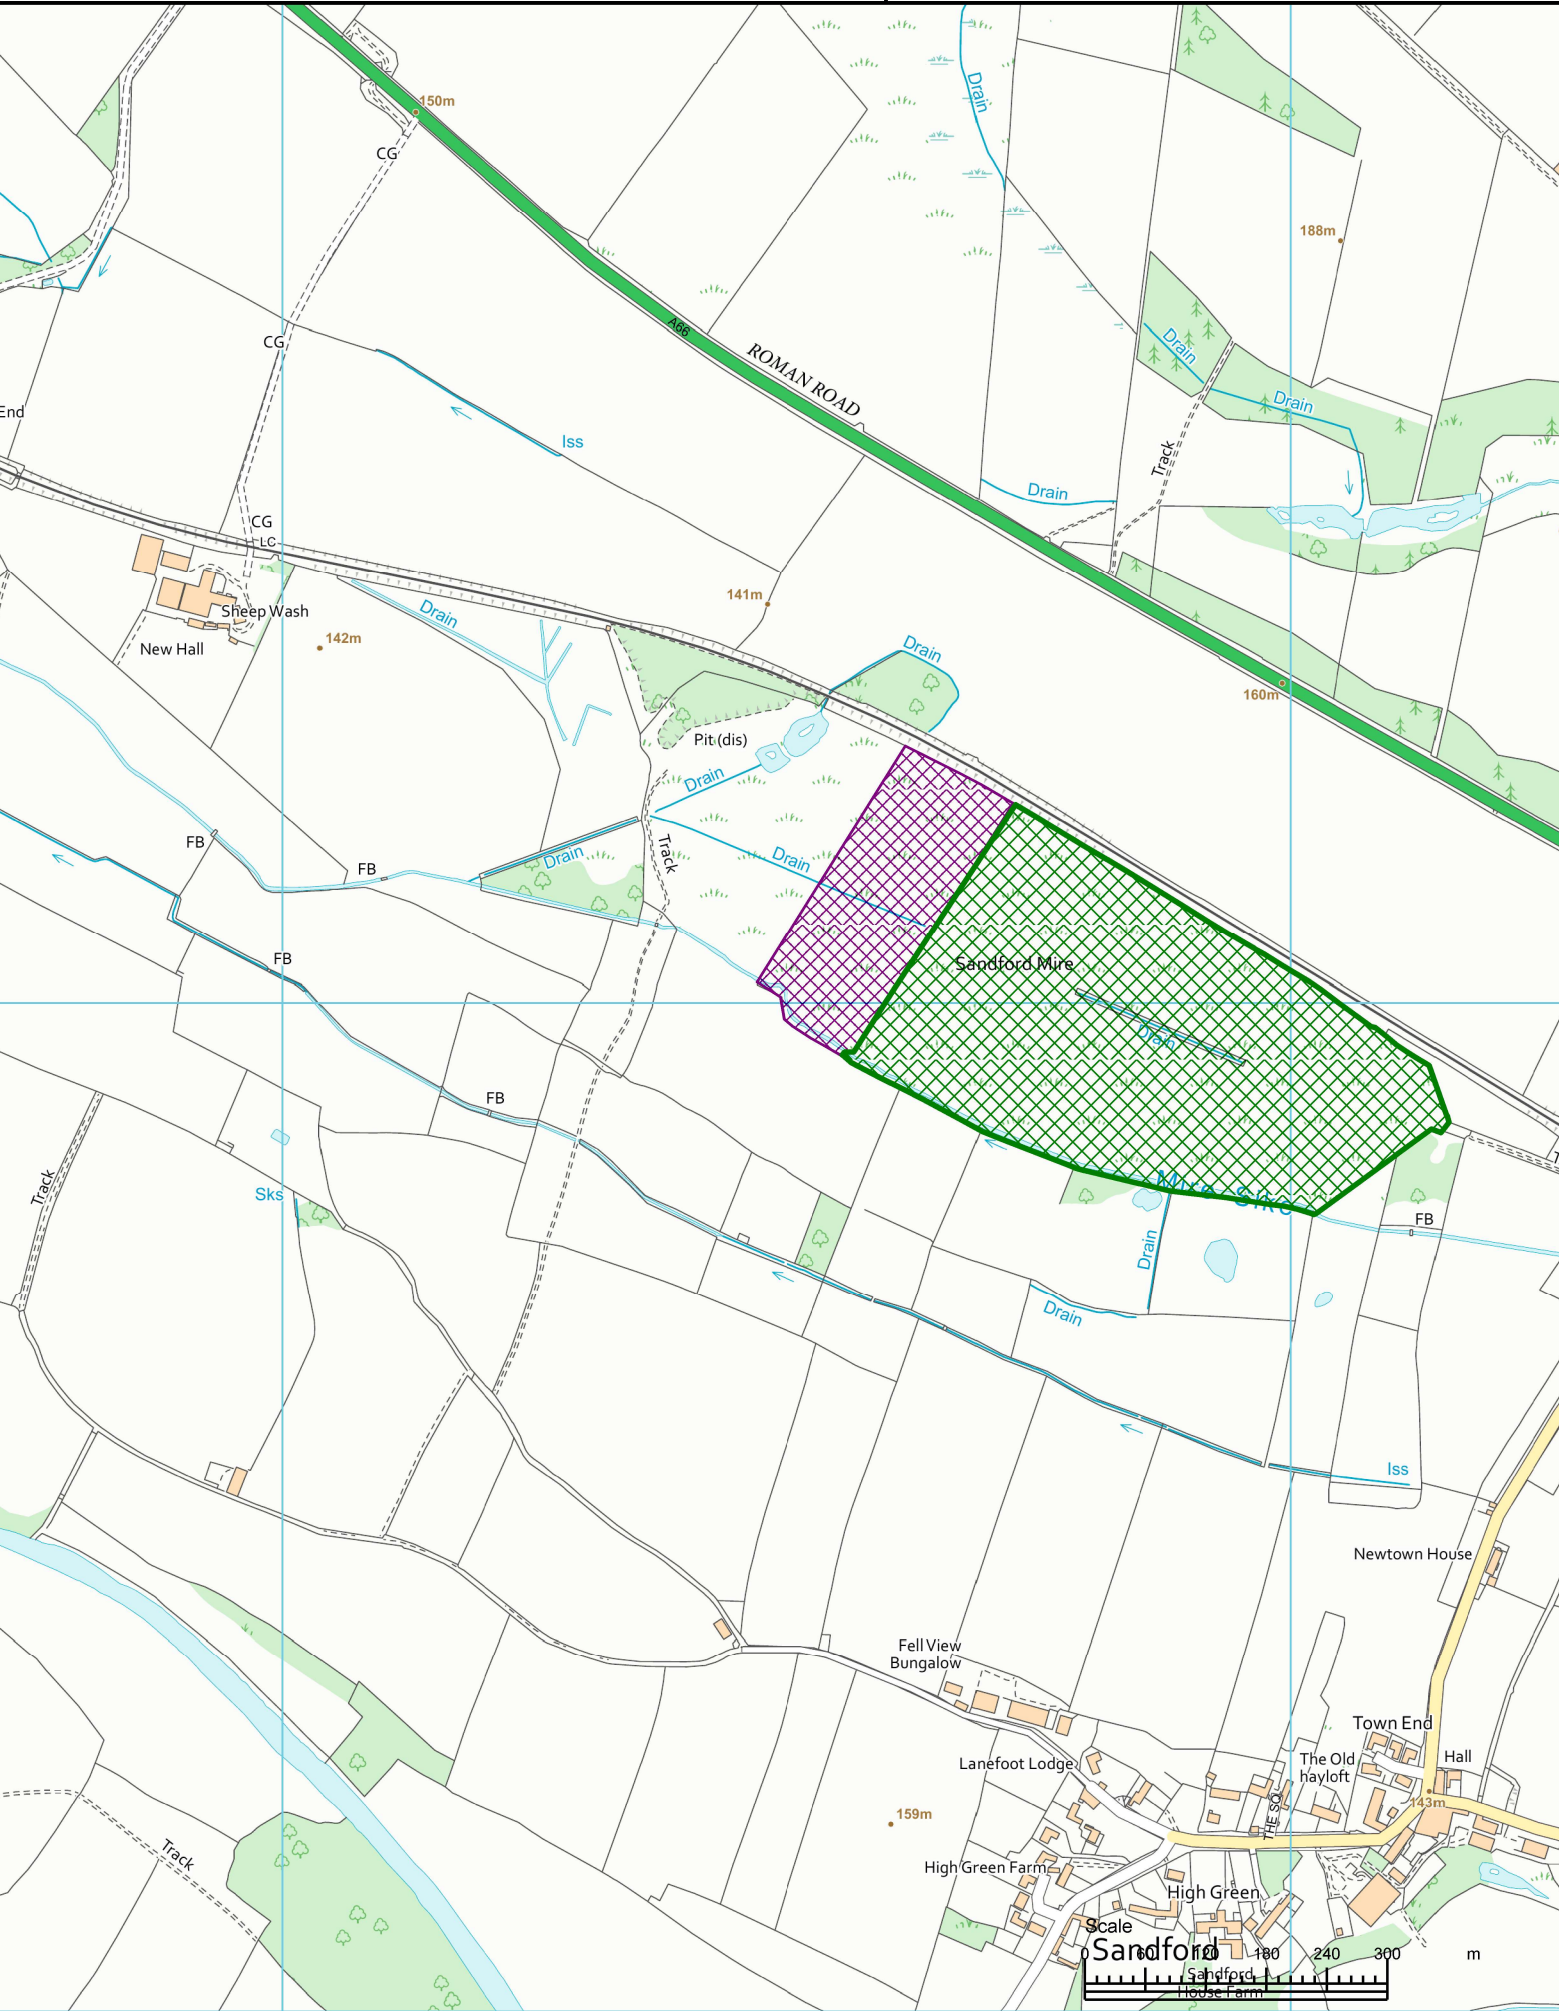 Drain
150m
CG
188m
CG
A66
ROMAN ROAD
Drain
Drain
End
Iss
Track
Drain
CG
LC
141m
Drain
Sheep Wash
142m
New Hall
Drain
160m
Pit (dis)
Drain
FB
Track
Drain
Drain
FB
FB
Sandford Mire
Drain
FB
Track
Sks
Mire Sike
FB
Drain
Drain
Iss
Newtown House
Fell View
Bungalow
Town End
Hall
The Old
hayloft
Lanefoot Lodge
143m
THE SQ
159m
Track
High Green Farm
High Green
Scale
Sandford
0 60 120 180 240 300 m
Sandford
House Farm